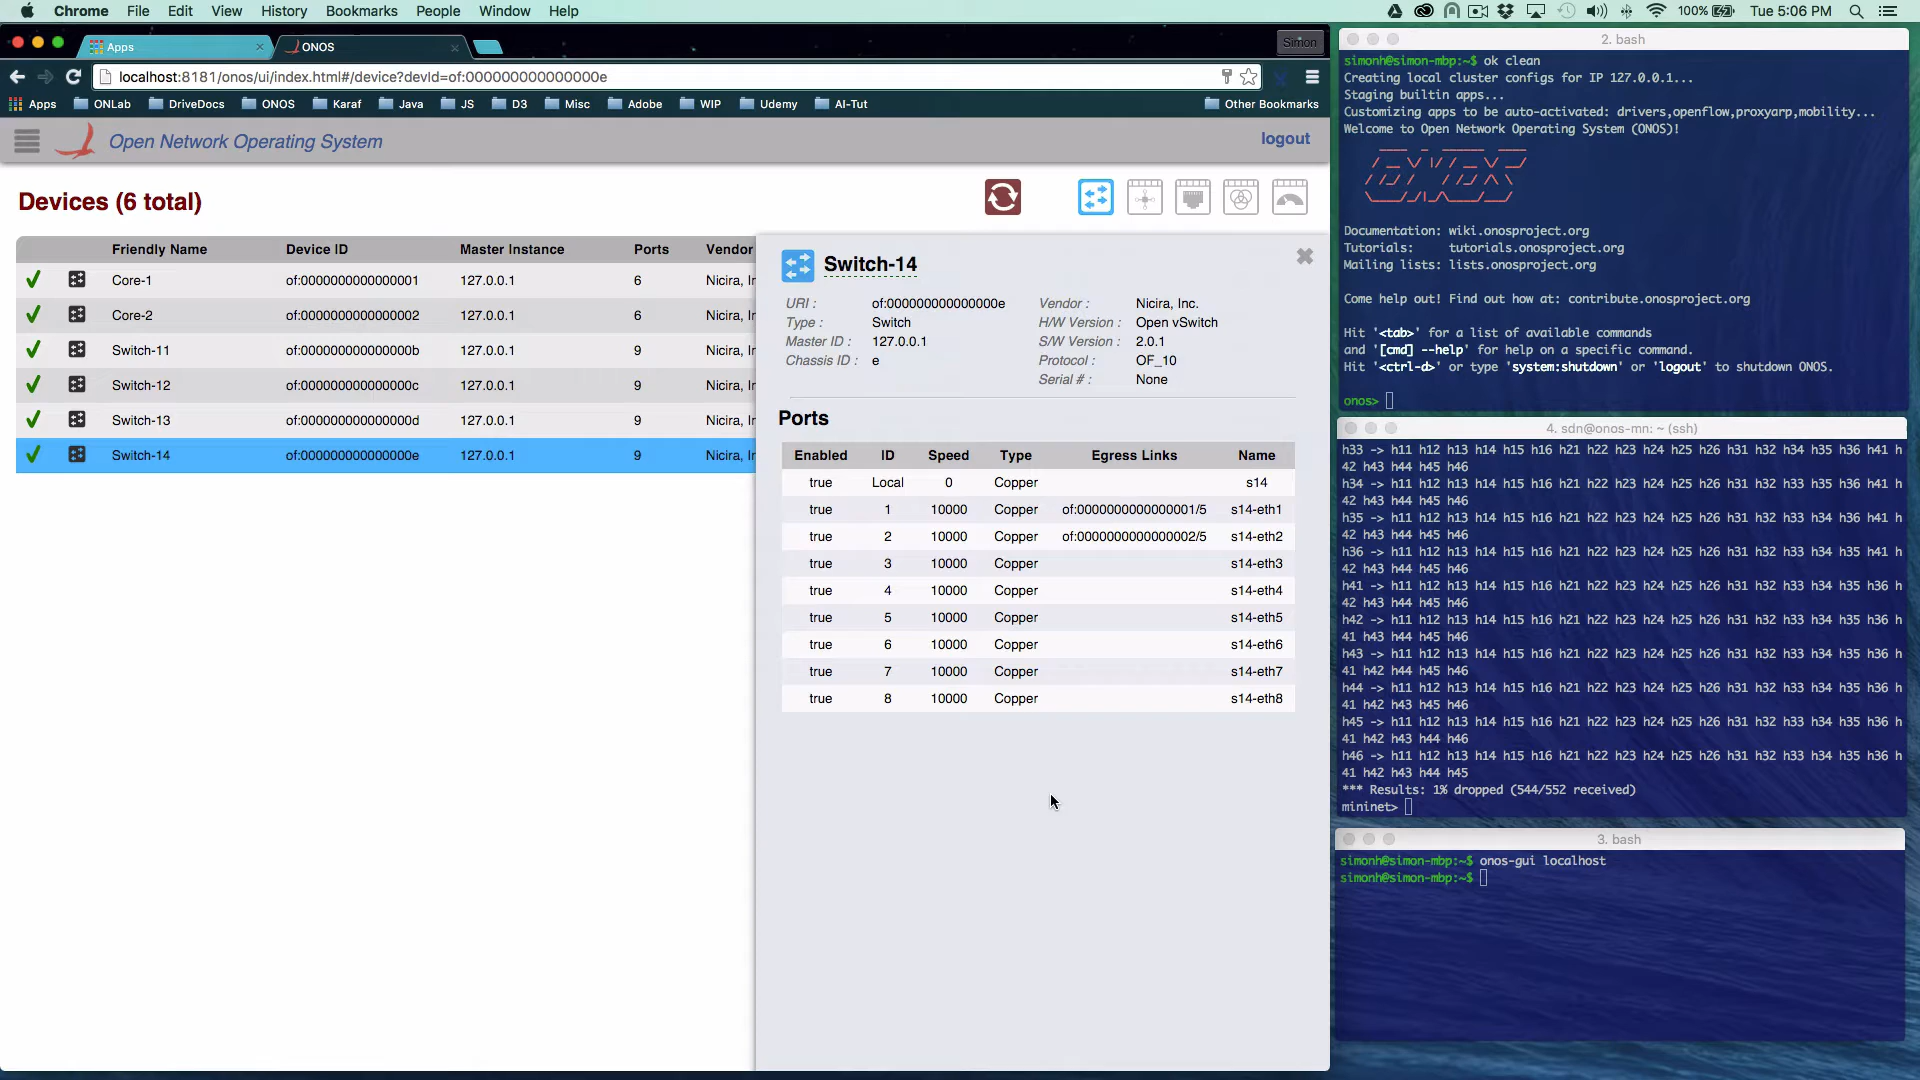 Chrome File Edit View History Bookmarks People Window Help
100% Tue 5:06 PM
Apps
ONOS
Simon
localhost:8181/onos/ui/index.html#/device?devId=of:000000000000000e
Apps ONLab DriveDocs ONOS Karaf Java JS D3 Misc Adobe WIP Udemy AI-Tut Other Bookmarks
Open Network Operating System
logout
Devices (6 total)
Friendly Name Device ID Master Instance Ports Vendor
Core-1 of:0000000000000001 127.0.0.1 6 Nicira, In
Core-2 of:0000000000000002 127.0.0.1 6 Nicira, In
Switch-11 of:000000000000000b 127.0.0.1 9 Nicira, In
Switch-12 of:000000000000000c 127.0.0.1 9 Nicira, In
Switch-13 of:000000000000000d 127.0.0.1 9 Nicira, In
Switch-14 of:000000000000000e 127.0.0.1 9 Nicira, In
Switch-14
URI : of:000000000000000e Vendor : Nicira, Inc.
Type : Switch H/W Version : Open vSwitch
Master ID : 127.0.0.1 S/W Version : 2.0.1
Chassis ID : e Protocol : OF_10
Serial # : None
Ports
Enabled ID Speed Type Egress Links Name
true Local 0 Copper s14
true 1 10000 Copper of:0000000000000001/5 s14-eth1
true 2 10000 Copper of:0000000000000002/5 s14-eth2
true 3 10000 Copper s14-eth3
true 4 10000 Copper s14-eth4
true 5 10000 Copper s14-eth5
true 6 10000 Copper s14-eth6
true 7 10000 Copper s14-eth7
true 8 10000 Copper s14-eth8
2. bash
simonh@simon-mbp:~$ ok clean
Creating local cluster configs for IP 127.0.0.1...
Staging builtin apps...
Customizing apps to be auto-activated: drivers,openflow,proxyarp,mobility...
Welcome to Open Network Operating System (ONOS)!
Documentation: wiki.onosproject.org
Tutorials: tutorials.onosproject.org
Mailing lists: lists.onosproject.org
Come help out! Find out how at: contribute.onosproject.org
Hit '<tab>' for a list of available commands
and '[cmd] --help' for help on a specific command.
Hit '<ctrl-d>' or type 'system:shutdown' or 'logout' to shutdown ONOS.
onos>
4. sdn@onos-mn: ~ (ssh)
h33 -> h11 h12 h13 h14 h15 h16 h21 h22 h23 h24 h25 h26 h31 h32 h34 h35 h36 h41 h
42 h43 h44 h45 h46
h34 -> h11 h12 h13 h14 h15 h16 h21 h22 h23 h24 h25 h26 h31 h32 h33 h35 h36 h41 h
42 h43 h44 h45 h46
h35 -> h11 h12 h13 h14 h15 h16 h21 h22 h23 h24 h25 h26 h31 h32 h33 h34 h36 h41 h
42 h43 h44 h45 h46
h36 -> h11 h12 h13 h14 h15 h16 h21 h22 h23 h24 h25 h26 h31 h32 h33 h34 h35 h41 h
42 h43 h44 h45 h46
h41 -> h11 h12 h13 h14 h15 h16 h21 h22 h23 h24 h25 h26 h31 h32 h33 h34 h35 h36 h
42 h43 h44 h45 h46
h42 -> h11 h12 h13 h14 h15 h16 h21 h22 h23 h24 h25 h26 h31 h32 h33 h34 h35 h36 h
41 h43 h44 h45 h46
h43 -> h11 h12 h13 h14 h15 h16 h21 h22 h23 h24 h25 h26 h31 h32 h33 h34 h35 h36 h
41 h42 h44 h45 h46
h44 -> h11 h12 h13 h14 h15 h16 h21 h22 h23 h24 h25 h26 h31 h32 h33 h34 h35 h36 h
41 h42 h43 h45 h46
h45 -> h11 h12 h13 h14 h15 h16 h21 h22 h23 h24 h25 h26 h31 h32 h33 h34 h35 h36 h
41 h42 h43 h44 h46
h46 -> h11 h12 h13 h14 h15 h16 h21 h22 h23 h24 h25 h26 h31 h32 h33 h34 h35 h36 h
41 h42 h43 h44 h45
*** Results: 1% dropped (544/552 received)
mininet>
3. bash
simonh@simon-mbp:~$ onos-gui localhost
simonh@simon-mbp:~$